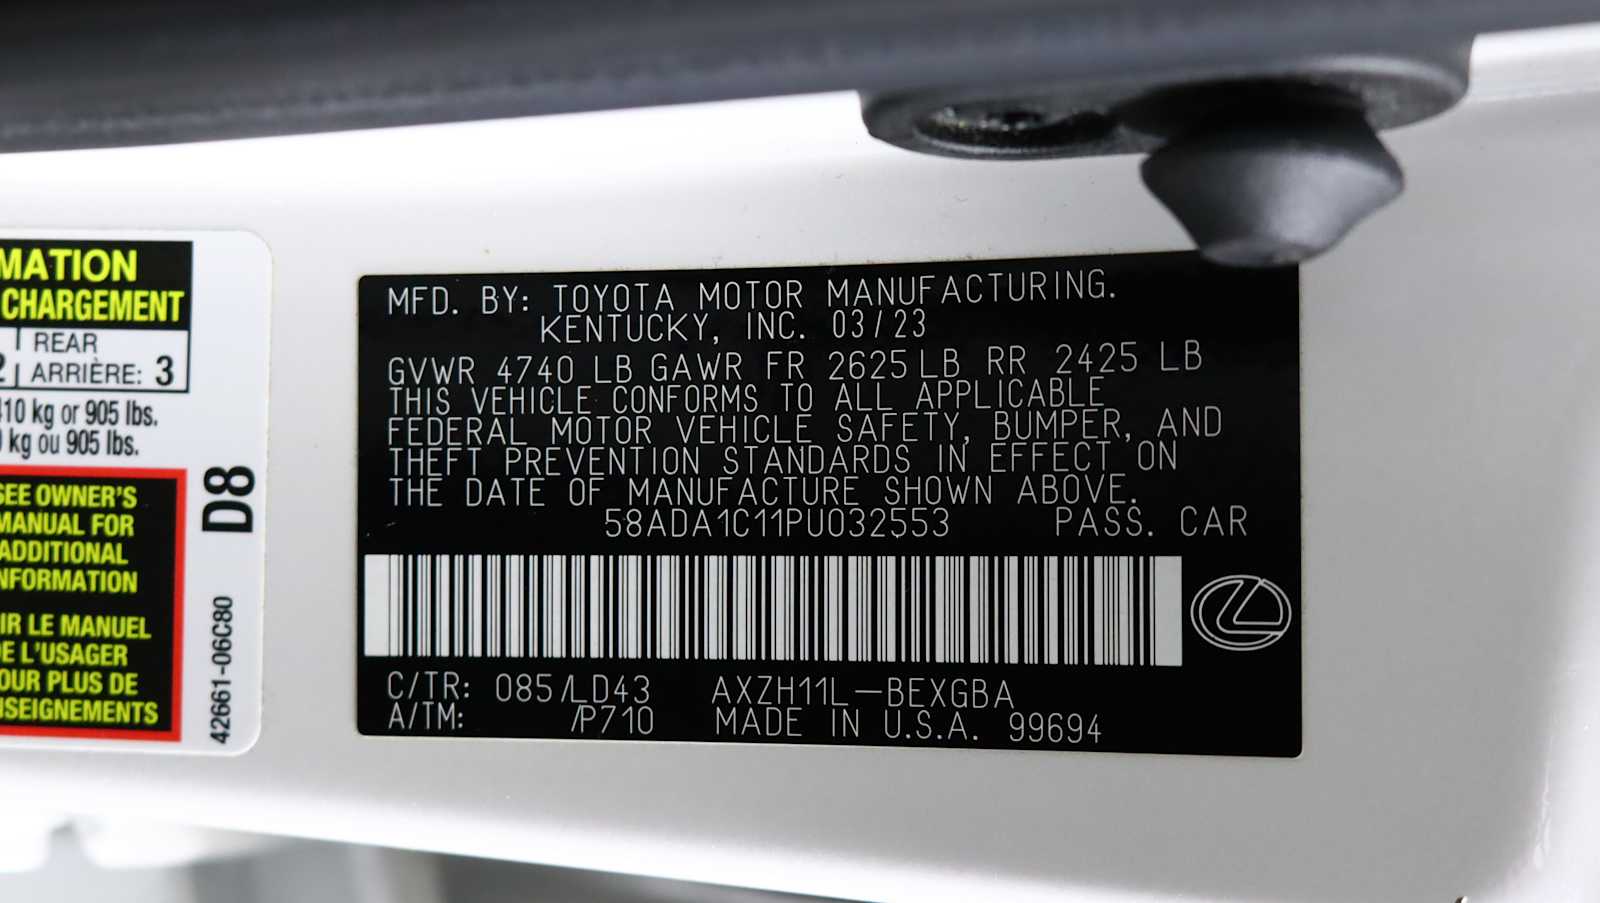 MATION
CHARGEMENT
REAR
2 ARRIÈRE: 3
410 kg or 905 lbs.
kg ou 905 lbs.
SEE OWNER'S
MANUAL FOR
ADDITIONAL
NFORMATION
IR LE MANUEL
E L'USAGER
OUR PLUS DE
NSEIGNEMENTS
D8
42661-06C80
MFD. BY: TOYOTA MOTOR MANUFACTURING.
KENTUCKY, INC. 03/23
GVWR 4740 LB GAWR FR 2625 LB RR 2425 LB
THIS VEHICLE CONFORMS TO ALL APPLICABLE
FEDERAL MOTOR VEHICLE SAFETY, BUMPER, AND
THEFT PREVENTION STANDARDS IN EFFECT ON
THE DATE OF MANUFACTURE SHOWN ABOVE.
58ADA1C11PU032553 PASS. CAR
C/TR: 085/LD43 AXZH11L-BEXGBA
A/TM: /P710 MADE IN U.S.A. 99694